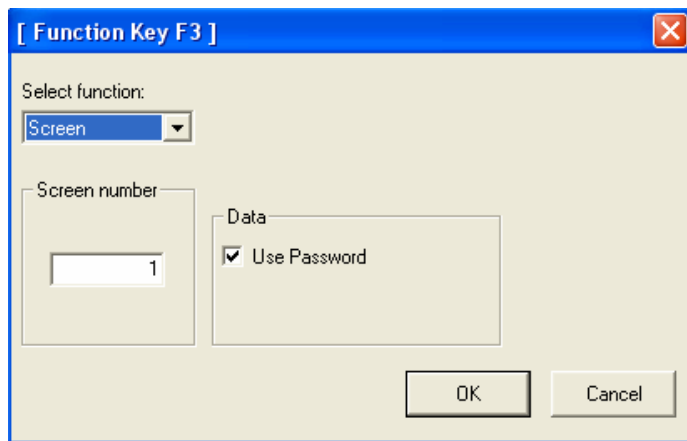 [ Function Key F3 ]
Select function:
Screen
Screen number
1
Data
Use Password
OK
Cancel